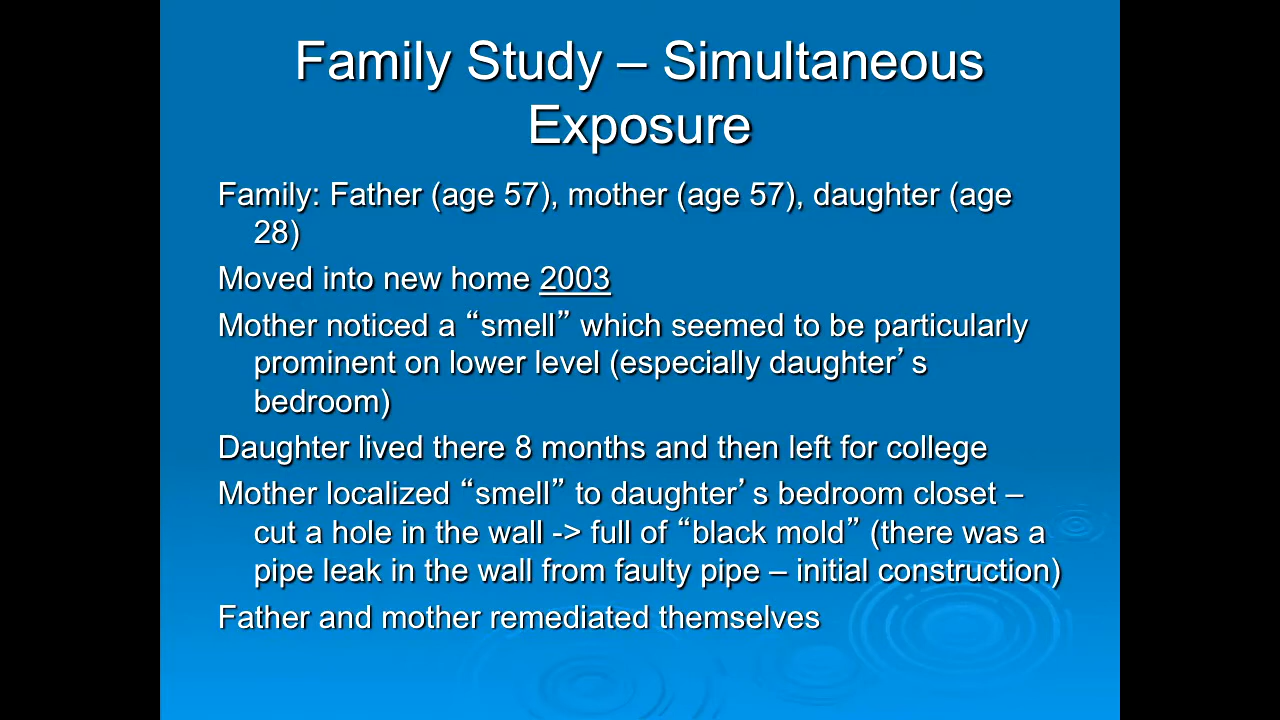 Family Study – Simultaneous
Exposure
Family: Father (age 57), mother (age 57), daughter (age
28)
Moved into new home 2003
Mother noticed a “smell” which seemed to be particularly
prominent on lower level (especially daughter’s
bedroom)
Daughter lived there 8 months and then left for college
Mother localized “smell” to daughter’s bedroom closet –
cut a hole in the wall -> full of “black mold” (there was a
pipe leak in the wall from faulty pipe – initial construction)
Father and mother remediated themselves